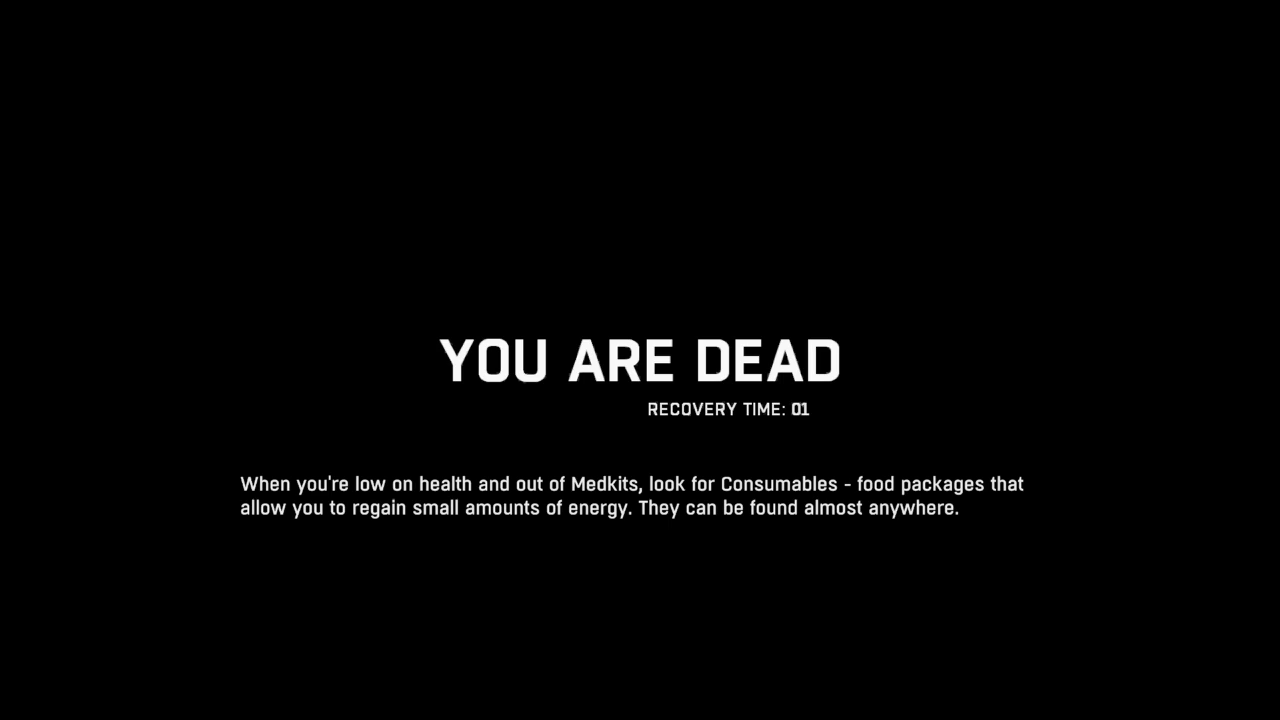 YOU ARE DEAD
RECOVERY TIME: 01
When you're low on health and out of Medkits, look for Consumables - food packages that
allow you to regain small amounts of energy. They can be found almost anywhere.